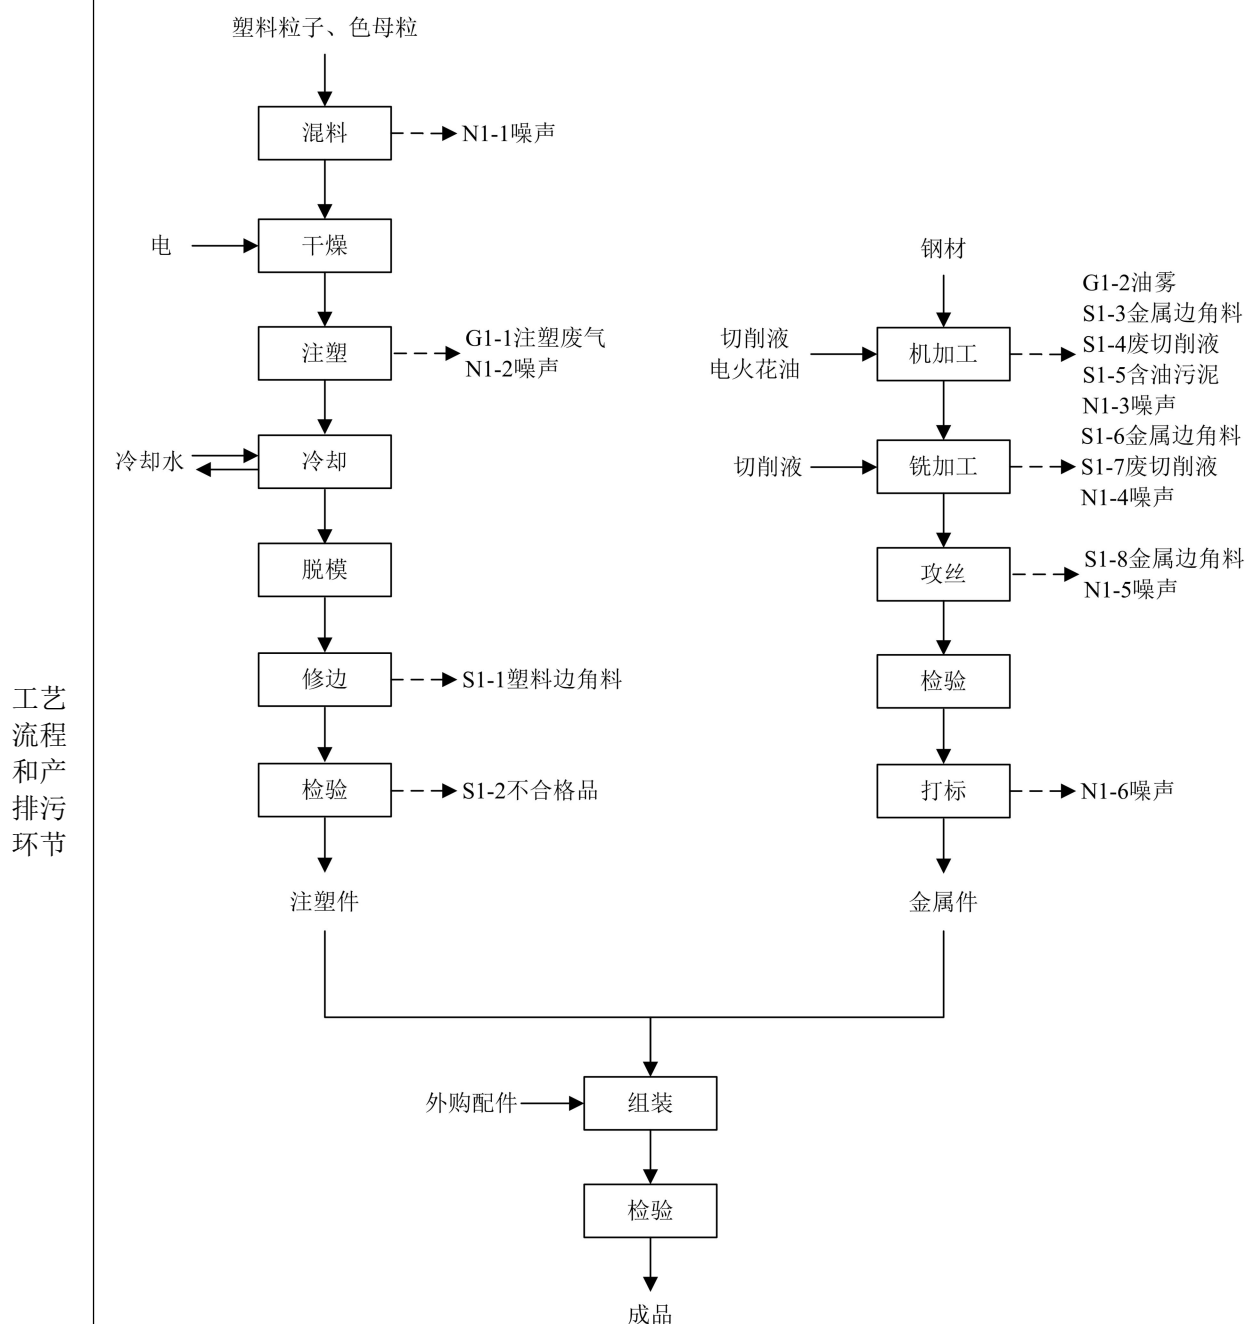 工艺
流程
和产
排污
环节
塑料粒子、色母粒
混料
N1-1噪声
电
干燥
注塑
G1-1注塑废气
N1-2噪声
冷却水
冷却
脱模
修边
S1-1塑料边角料
检验
S1-2不合格品
注塑件
钢材
切削液
电火花油
机加工
G1-2油雾
S1-3金属边角料
S1-4废切削液
S1-5含油污泥
N1-3噪声
切削液
铣加工
S1-6金属边角料
S1-7废切削液
N1-4噪声
攻丝
S1-8金属边角料
N1-5噪声
检验
打标
N1-6噪声
金属件
外购配件
组装
检验
成品